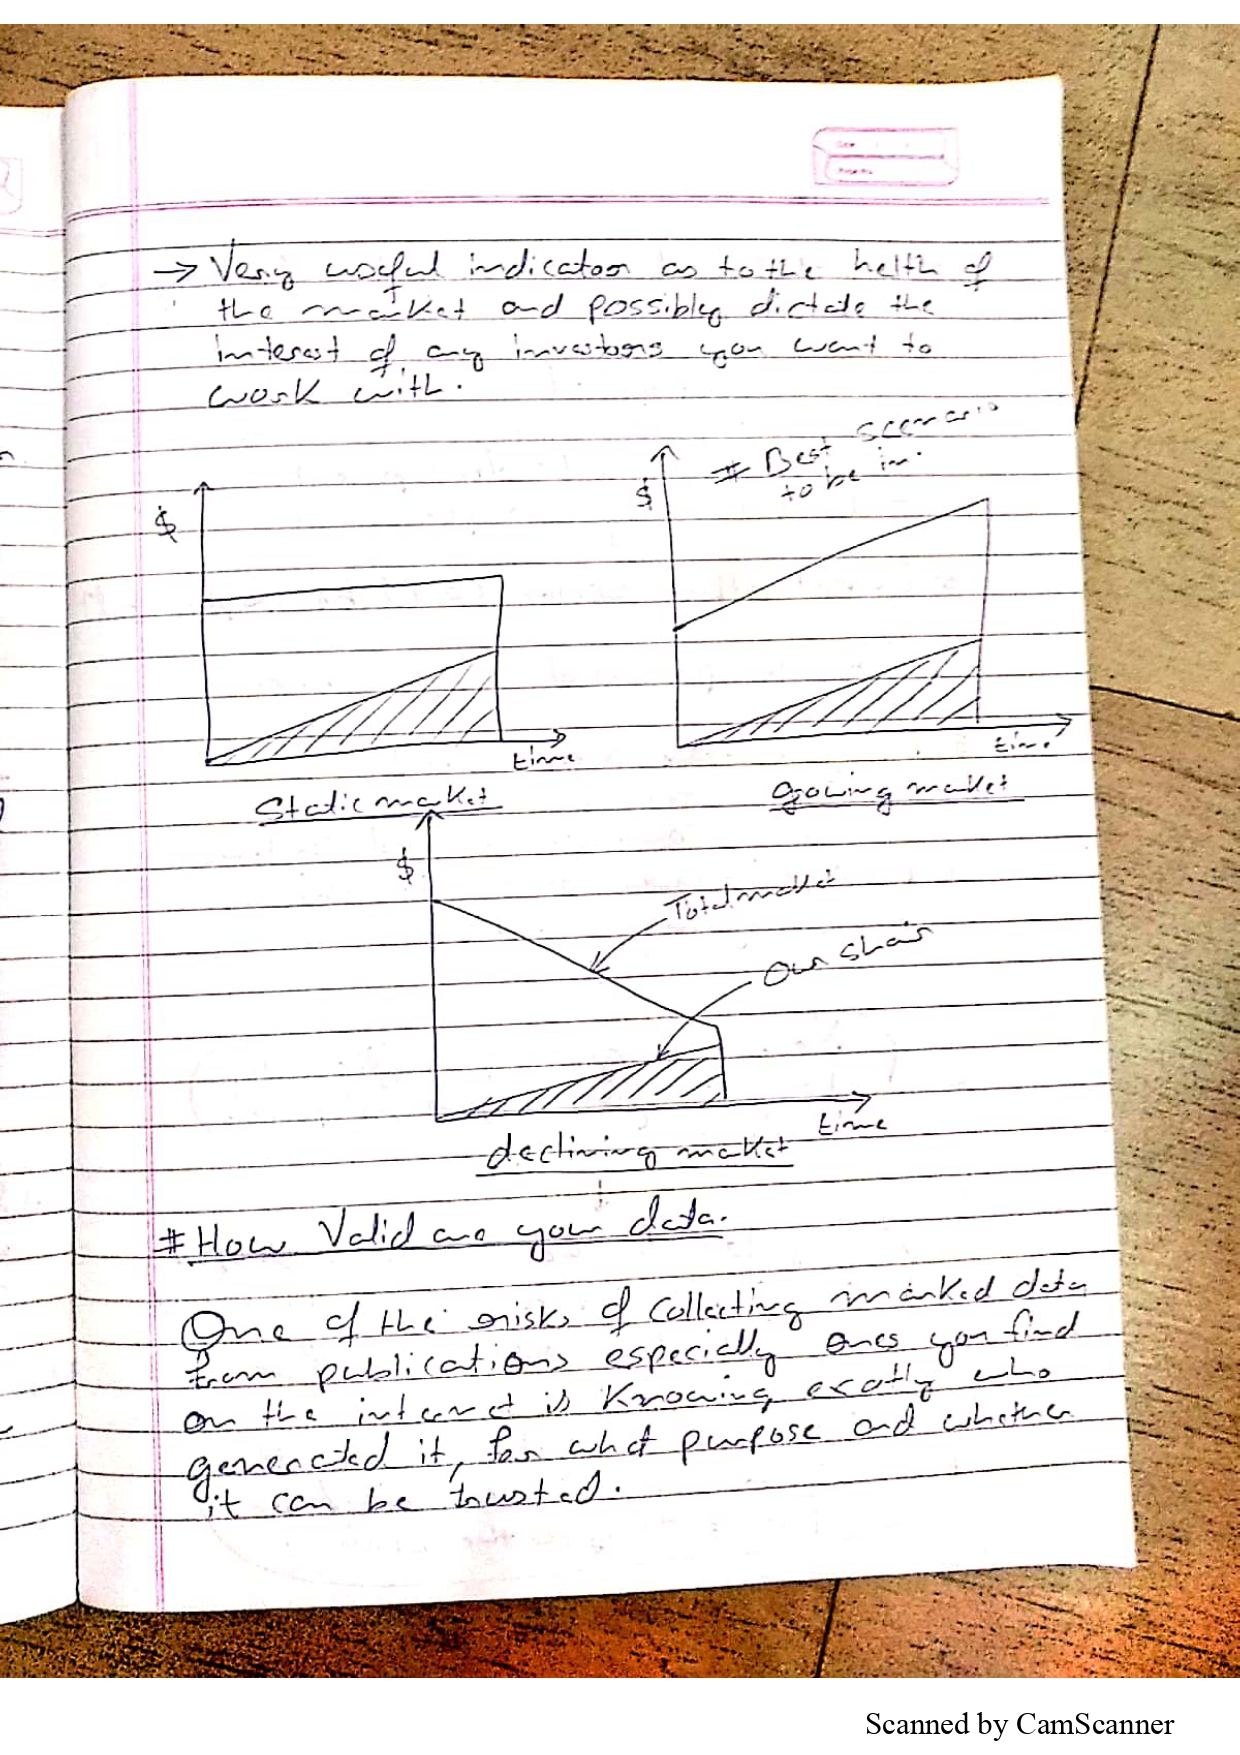 → Very useful indicator as to the helth of
the market and possibly dictate the
interest of any investors you want to
work with.
# Best scenario
to be in.
$
$
time
time
Static market
Gowing market
$
Total market
Our Shair
time
declining market
# How Valid are your data.
One of the risks of collecting marked data
from publications especially ones you find
on the internet is knowing exatly who
generated it, for what purpose and whether
it can be trusted.
Scanned by CamScanner